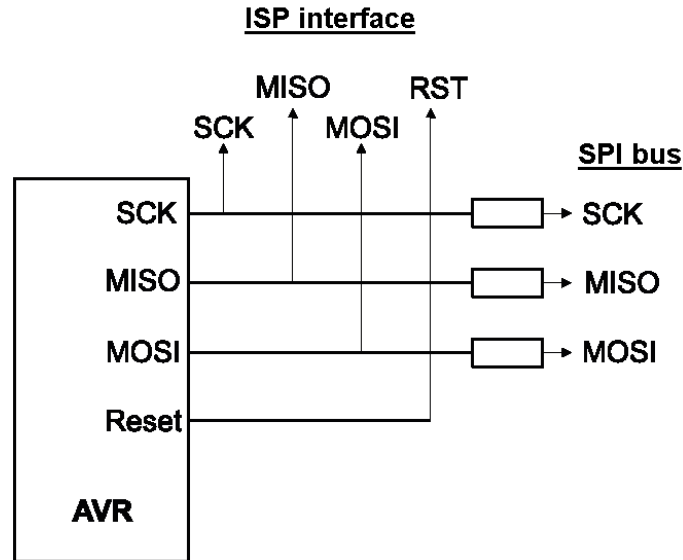 ISP interface
MISO RST
SCK MOSI
SPI bus
SCK SCK
MISO MISO
MOSI MOSI
Reset
AVR